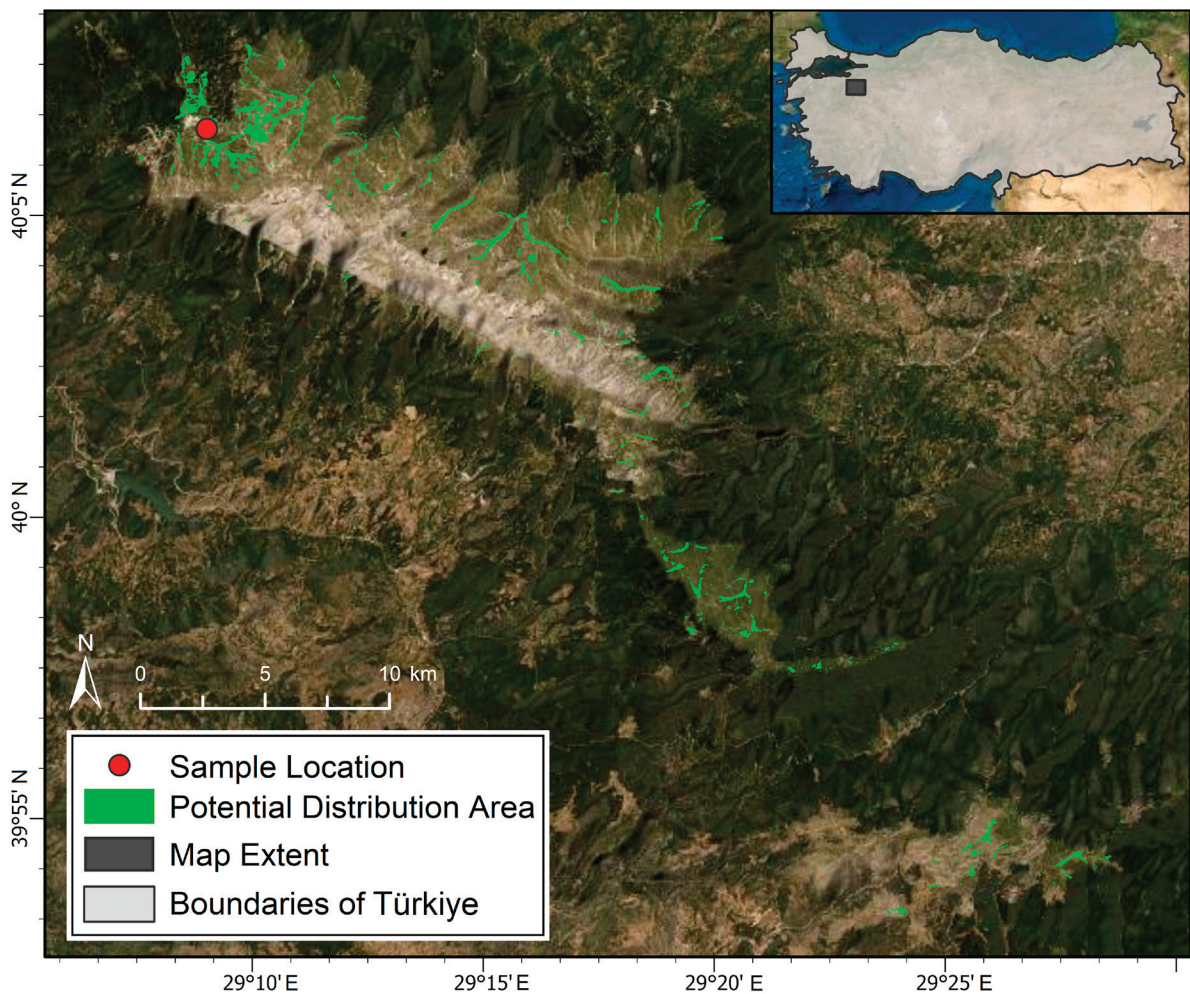 40°5' N
40° N
39°55' N
N
0 5 10 km
Sample Location
Potential Distribution Area
Map Extent
Boundaries of Türkiye
29°10' E
29°15' E
29°20' E
29°25' E